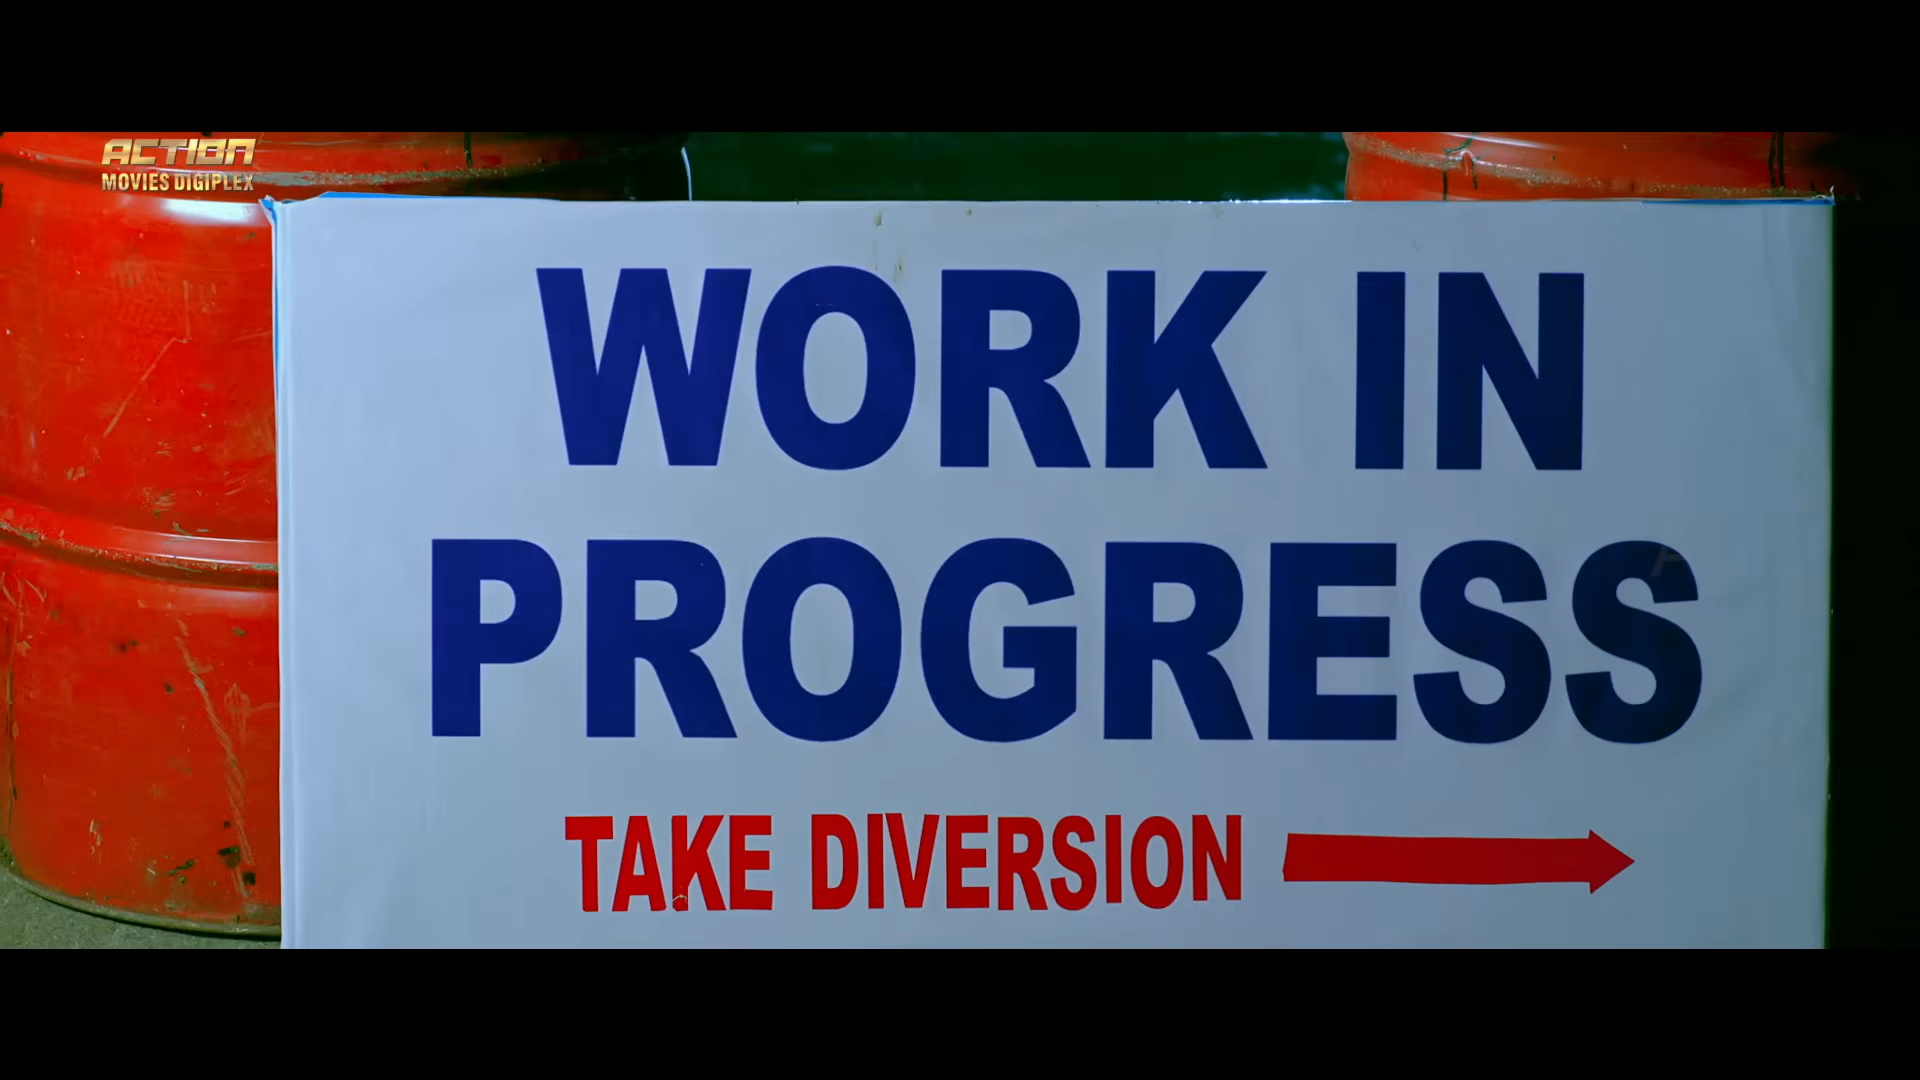 ACTION
MOVIES DIGIPLEX
WORK IN
PROGRESS
TAKE DIVERSION